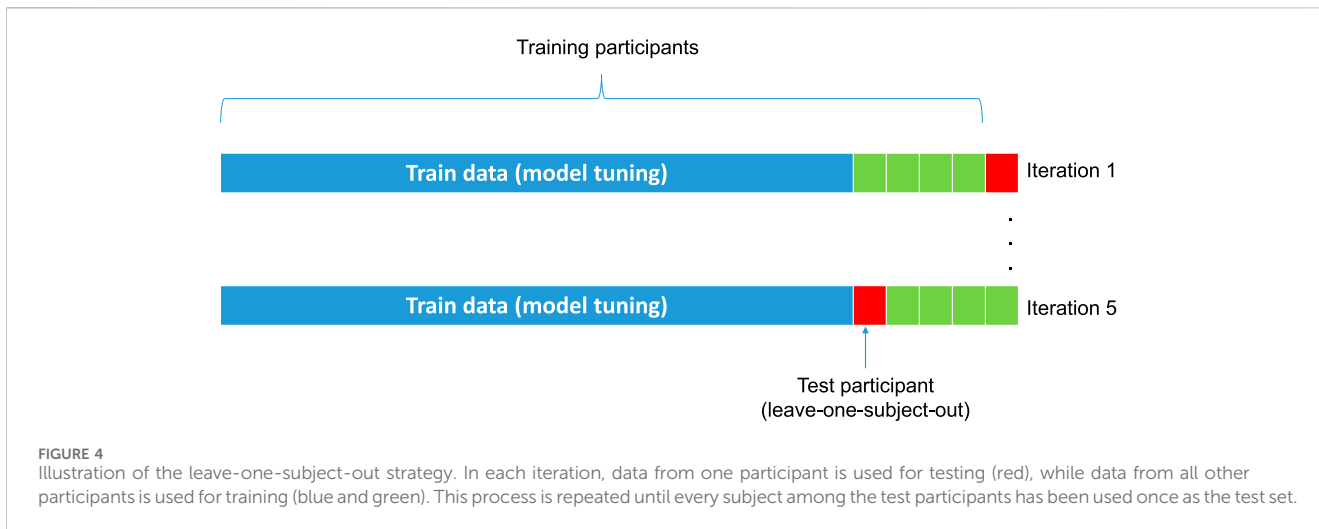 Training participants
Train data (model tuning)
Iteration 1
.
.
.
Train data (model tuning)
Iteration 5
Test participant
(leave-one-subject-out)
FIGURE 4
Illustration of the leave-one-subject-out strategy. In each iteration, data from one participant is used for testing (red), while data from all other
participants is used for training (blue and green). This process is repeated until every subject among the test participants has been used once as the test set.